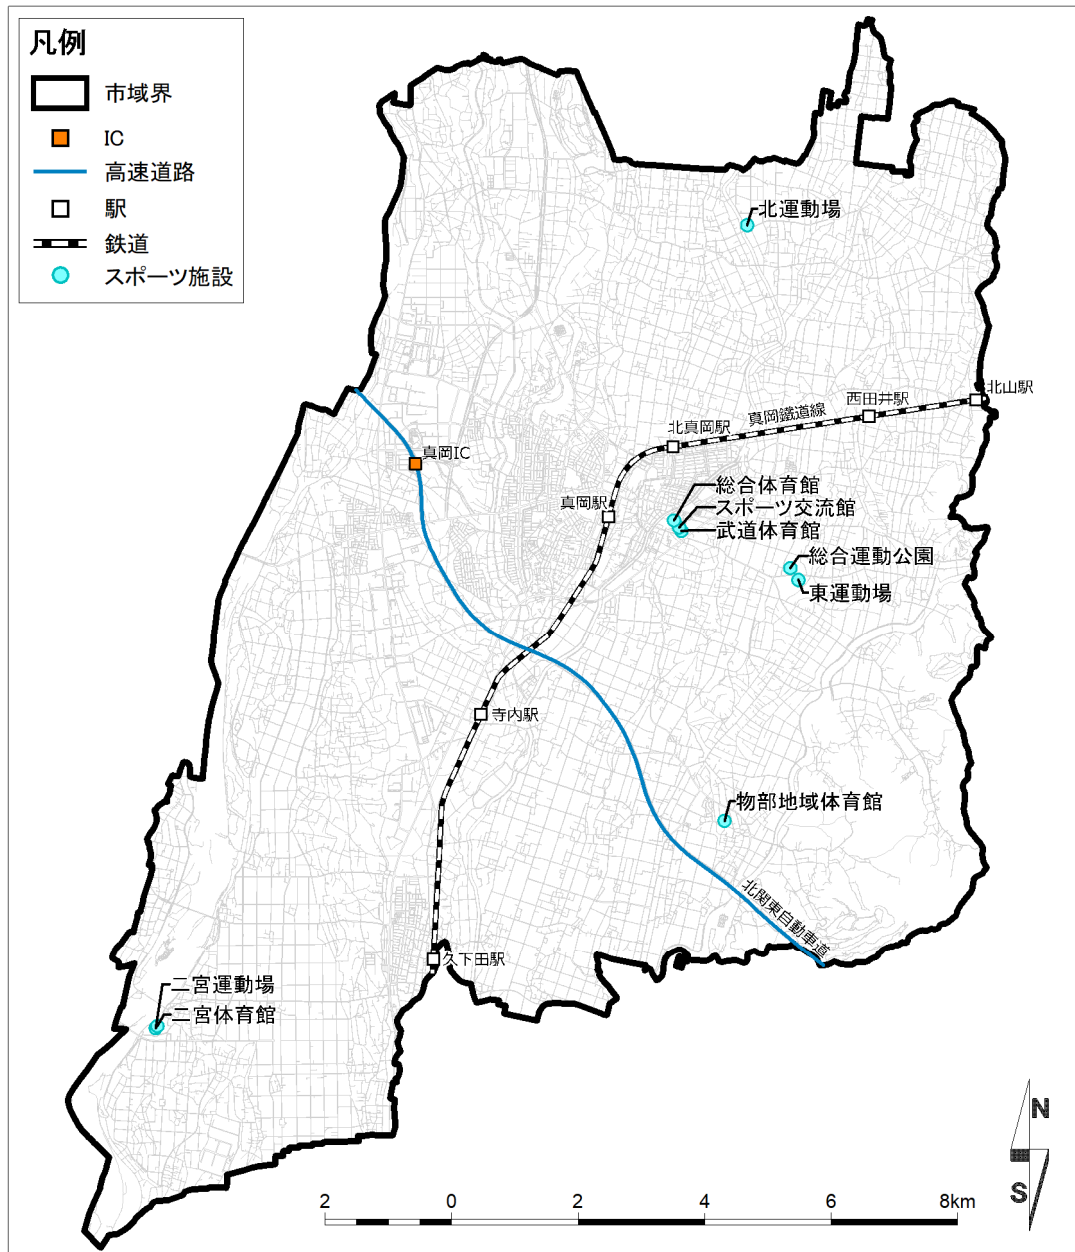 凡例
市域界
IC
高速道路
駅
鉄道
スポーツ施設
北運動場
北山駅
西田井駅
真岡鐵道線
北真岡駅
真岡IC
総合体育館
真岡駅
スポーツ交流館
武道体育館
総合運動公園
東運動場
寺内駅
物部地域体育館
北関東自動車道
久下田駅
二宮運動場
二宮体育館
N
S
2 0 2 4 6 8km